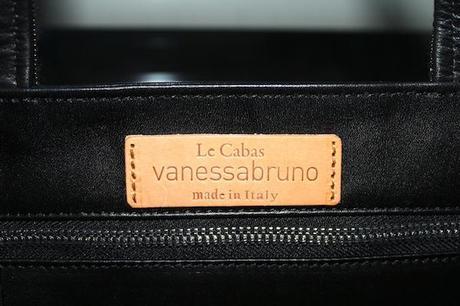 Le Cabas
vanessabruno
made in Italy